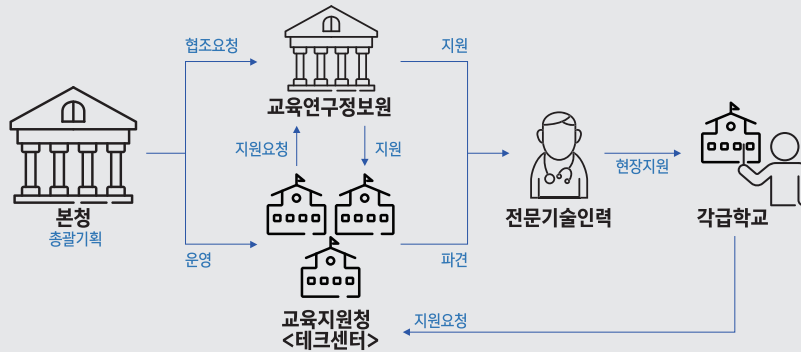 협조요청
지원
교육연구정보원
지원요청
지원
본청
총괄기획
운영
전문기술인력
현장지원
각급학교
파견
교육지원청
<테크센터>
지원요청